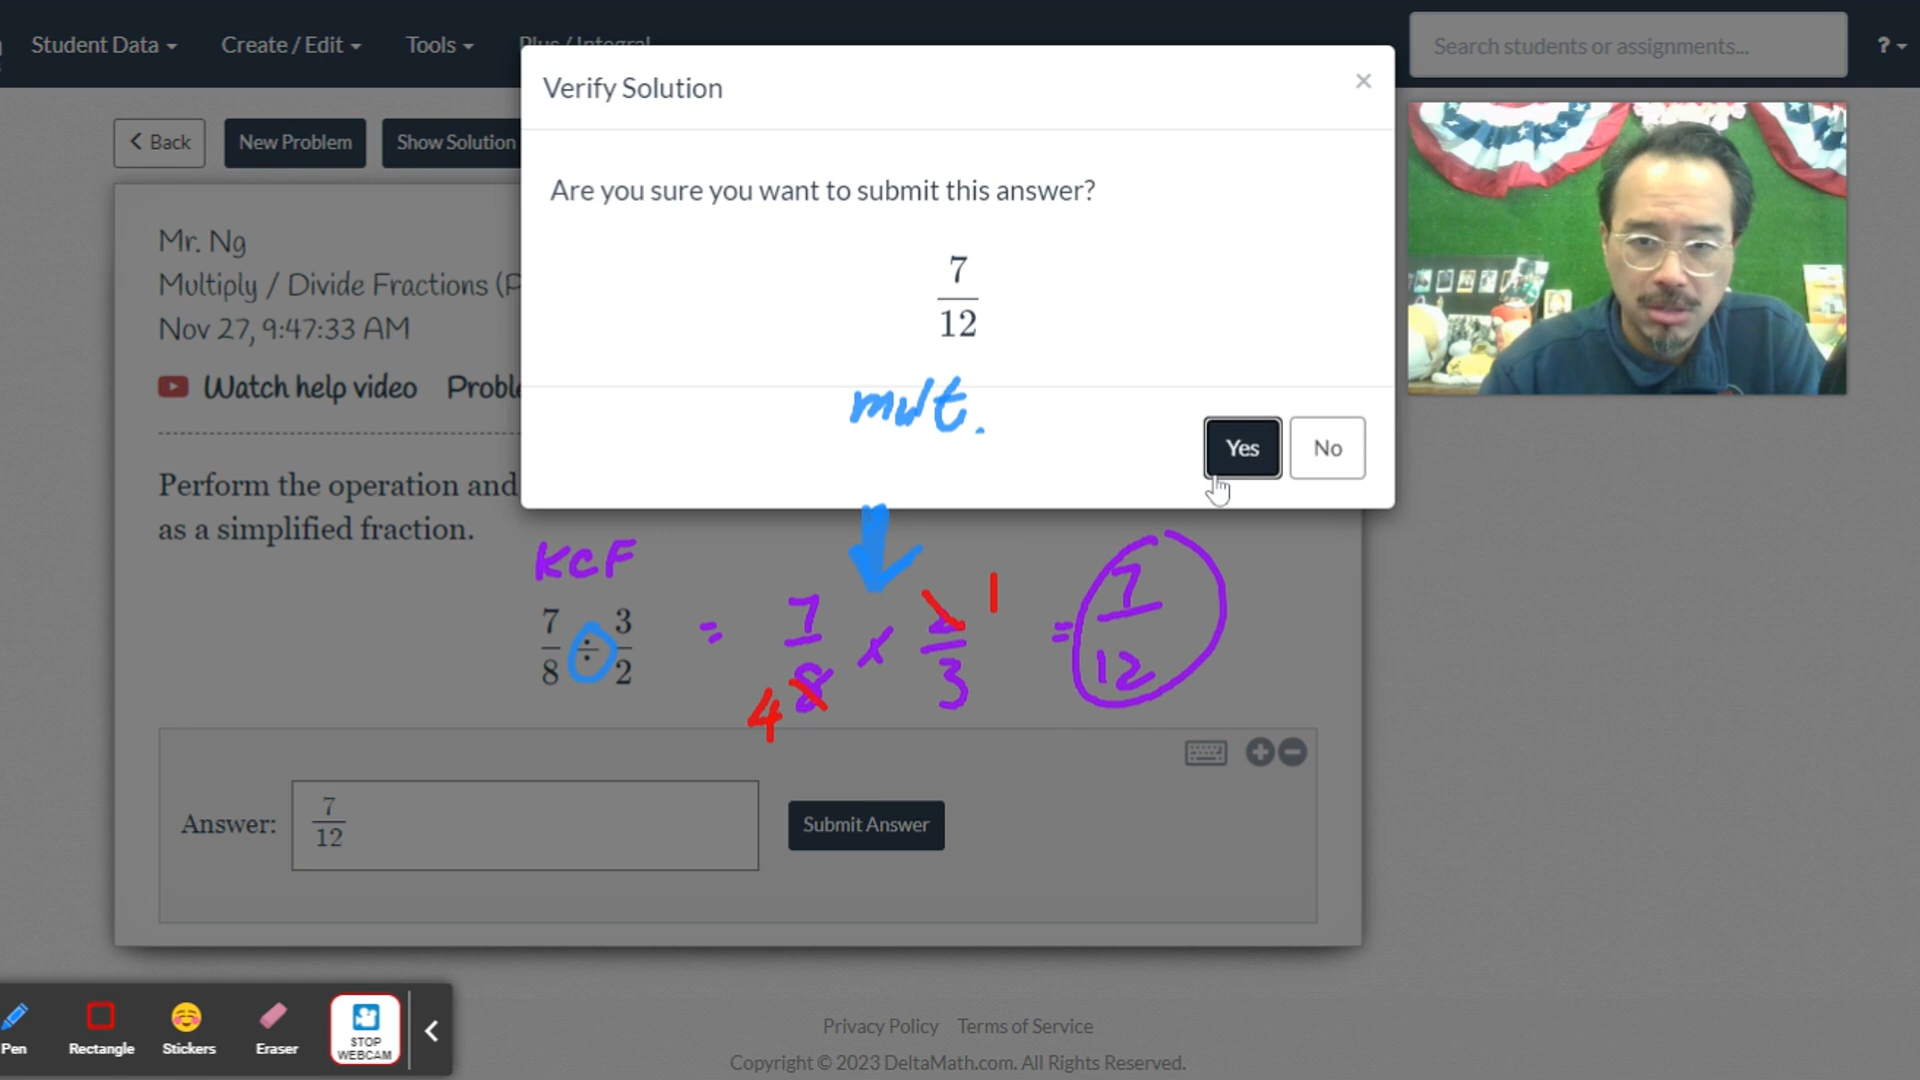 Student Data
Create / Edit
Tools
Plus / Integral
Search students or assignments...
?
Verify Solution
×
Back
New Problem
Show Solution
Are you sure you want to submit this answer?
7
12
Mr. Ng
Multiply / Divide Fractions (P
Nov 27, 9:47:33 AM
Watch help video
Proble
mult.
Yes
No
Perform the operation and
as a simplified fraction.
KCF
7/8 ÷ 3/2 = 7/8 × 2/3 = 7/12
1
4
Answer: 7/12
Submit Answer
Pen
Rectangle
Stickers
Eraser
STOP
WEBCAM
Privacy Policy Terms of Service
Copyright © 2023 DeltaMath.com. All Rights Reserved.